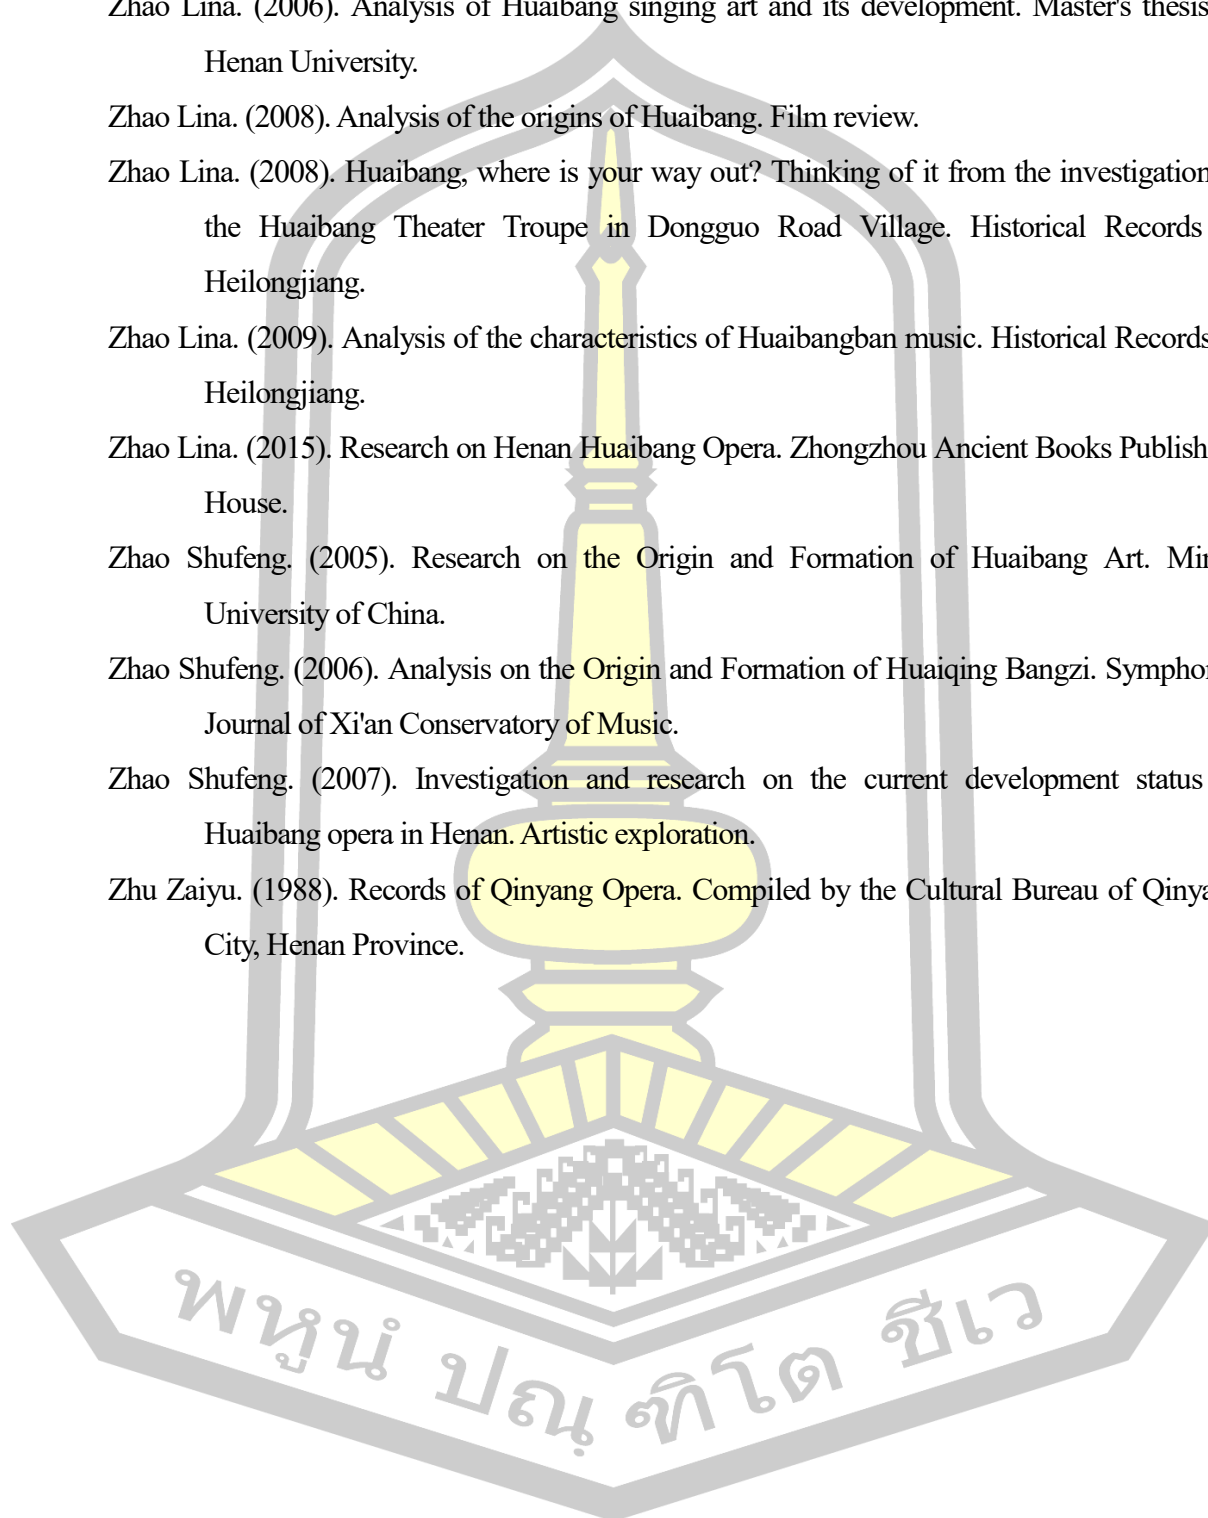 Zhao Lina. (2006). Analysis of Huaibang singing art and its development. Master's thesis
Henan University.
Zhao Lina. (2008). Analysis of the origins of Huaibang. Film review.
Zhao Lina. (2008). Huaibang, where is your way out? Thinking of it from the investigation
the Huaibang Theater Troupe in Dongguo Road Village. Historical Records
Heilongjiang.
Zhao Lina. (2009). Analysis of the characteristics of Huaibangban music. Historical Records
Heilongjiang.
Zhao Lina. (2015). Research on Henan Huaibang Opera. Zhongzhou Ancient Books Publish
House.
Zhao Shufeng. (2005). Research on the Origin and Formation of Huaibang Art.
University of China.
Zhao Shufeng. (2006). Analysis on the Origin and Formation of Huaiqing Bangzi.
Journal of Xi'an Conservatory of Music.
Zhao Shufeng. (2007). Investigation and research on the current development status
Huaibang opera in Henan. Artistic exploration.
Zhu Zaiyu. (1988). Records of Qinyang Opera. Compiled by the Cultural Bureau of
City, Henan Province.
พหูนํ ปณฺฑิโต ชีเว